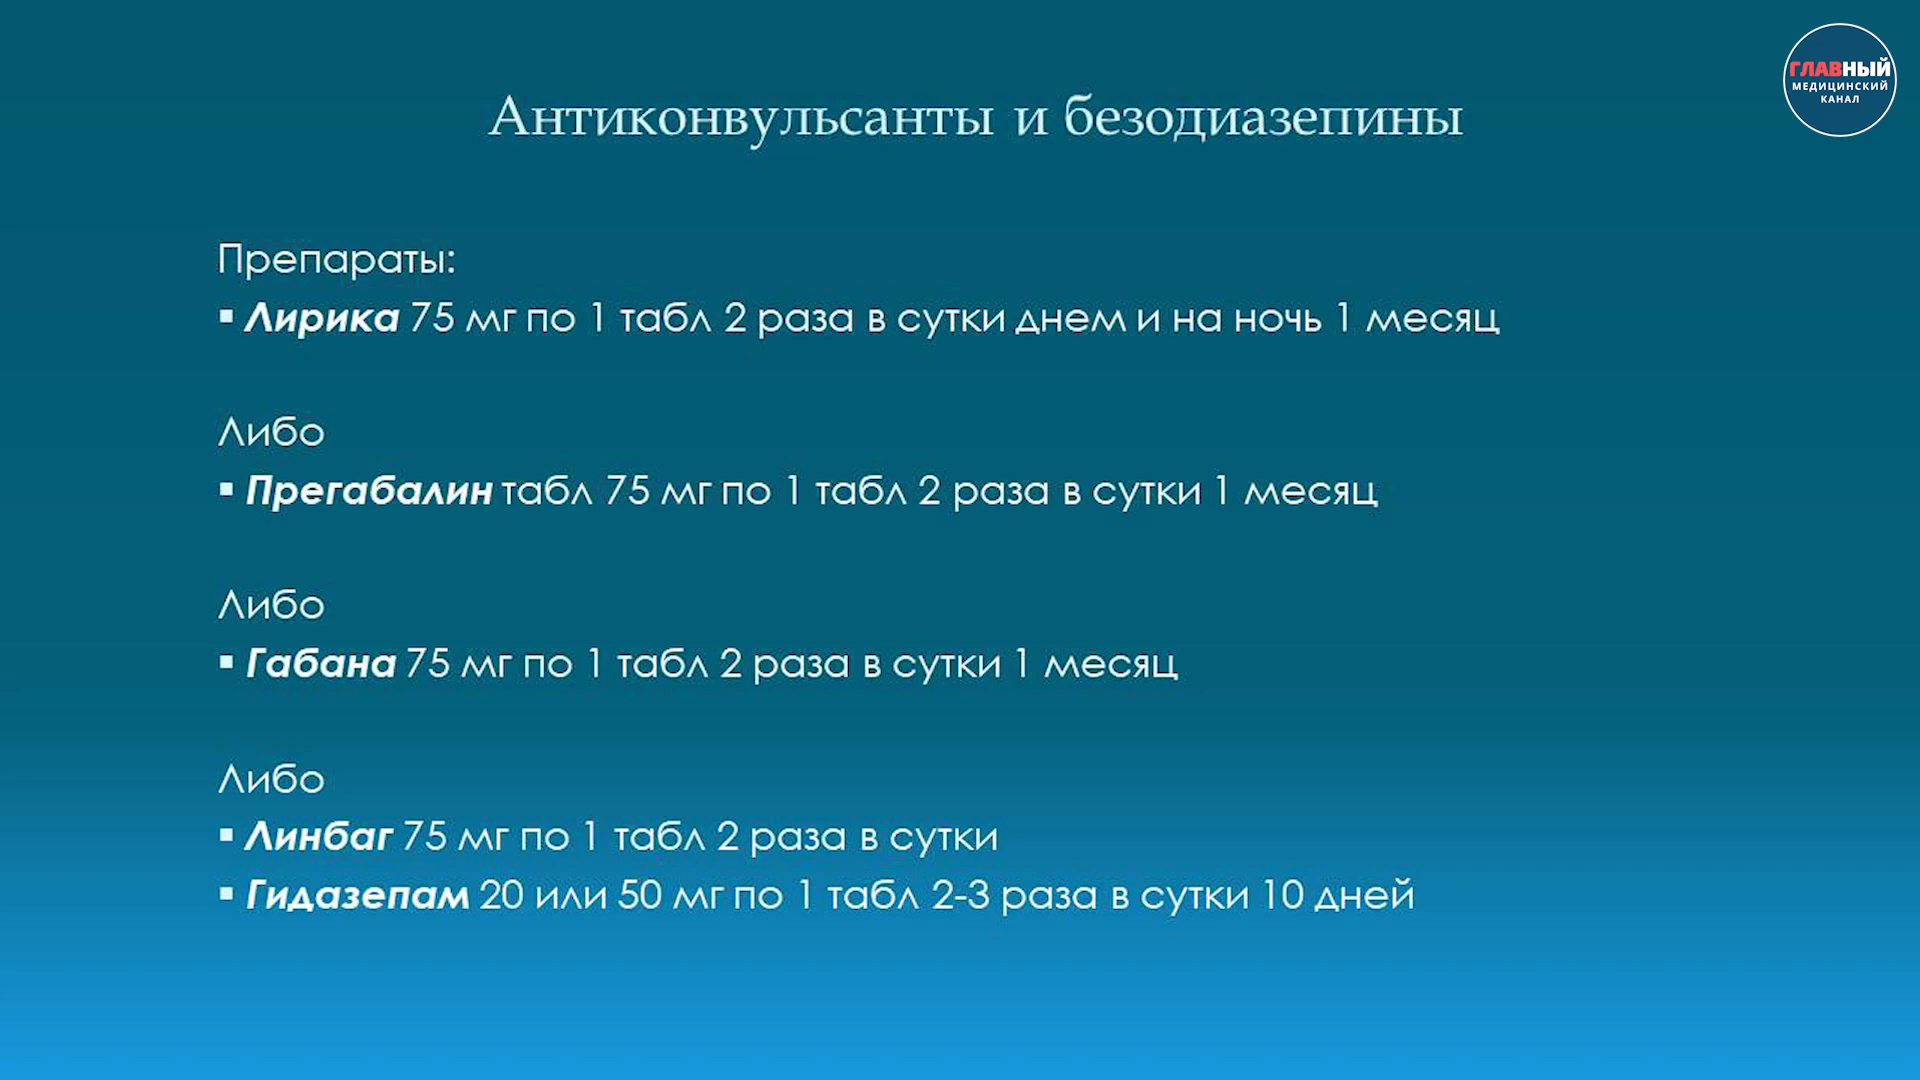 ГЛАВНЫЙ
МЕДИЦИНСКИЙ
КАНАЛ
Антиконвульсанты и безодиазепины
Препараты:
▪ Лирика 75 мг по 1 табл 2 раза в сутки днем и на ночь 1 месяц
Либо
▪ Прегабалин табл 75 мг по 1 табл 2 раза в сутки 1 месяц
Либо
▪ Габана 75 мг по 1 табл 2 раза в сутки 1 месяц
Либо
▪ Линбаг 75 мг по 1 табл 2 раза в сутки
▪ Гидазепам 20 или 50 мг по 1 табл 2-3 раза в сутки 10 дней